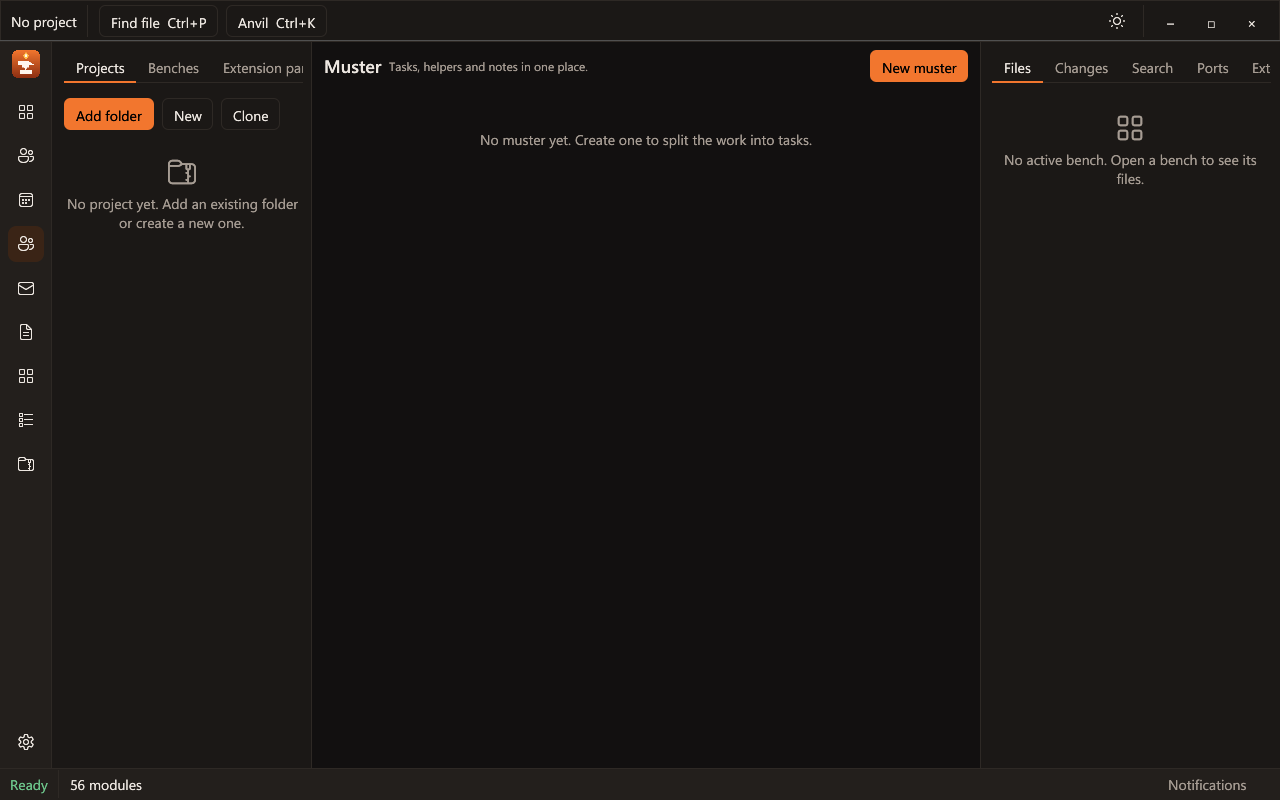 No project
Find file Ctrl+P
Anvil Ctrl+K
Projects
Benches
Extension par
Add folder
New
Clone
No project yet. Add an existing folder
or create a new one.
Muster
Tasks, helpers and notes in one place.
New muster
No muster yet. Create one to split the work into tasks.
Files
Changes
Search
Ports
Ext
No active bench. Open a bench to see its
files.
Ready
56 modules
Notifications